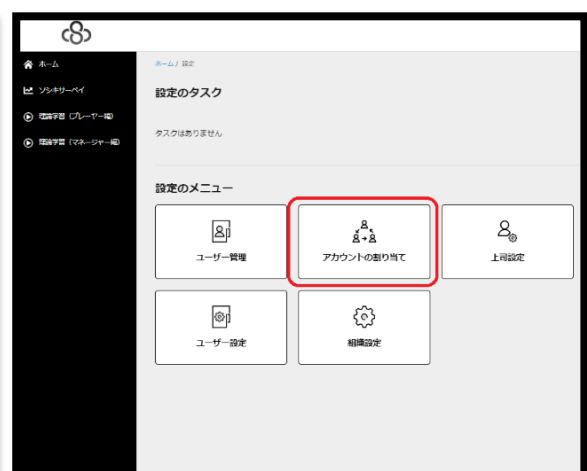 ホーム
ソシキサーベイ
理論学習（プレーヤー編）
理論学習（マネージャー編）
ホーム / 設定
設定のタスク
タスクはありません
設定のメニュー
ユーザー管理
アカウントの割り当て
上司設定
ユーザー設定
組織設定